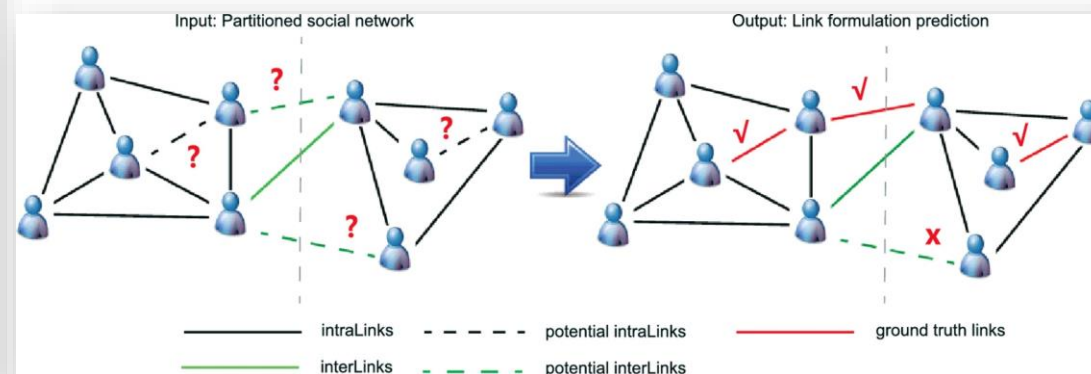 Input: Partitioned social network
Output: Link formulation prediction
?
?
?
?
√
√
√
x
intraLinks
potential intraLinks
ground truth links
interLinks
potential interLinks